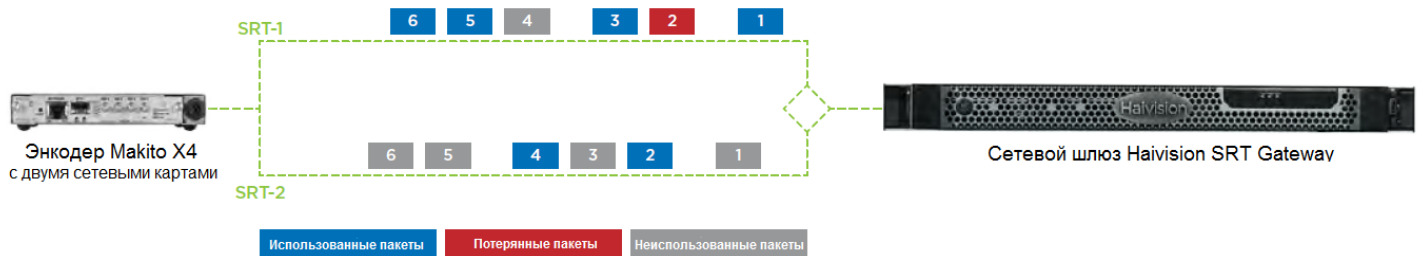 SRT-1
6 5 4 3 2 1
Haivision
Энкодер Makito X4
с двумя сетевыми картами
6 5 4 3 2 1
Сетевой шлюз Haivision SRT Gateway
SRT-2
Использованные пакеты
Потерянные пакеты
Неиспользованные пакеты